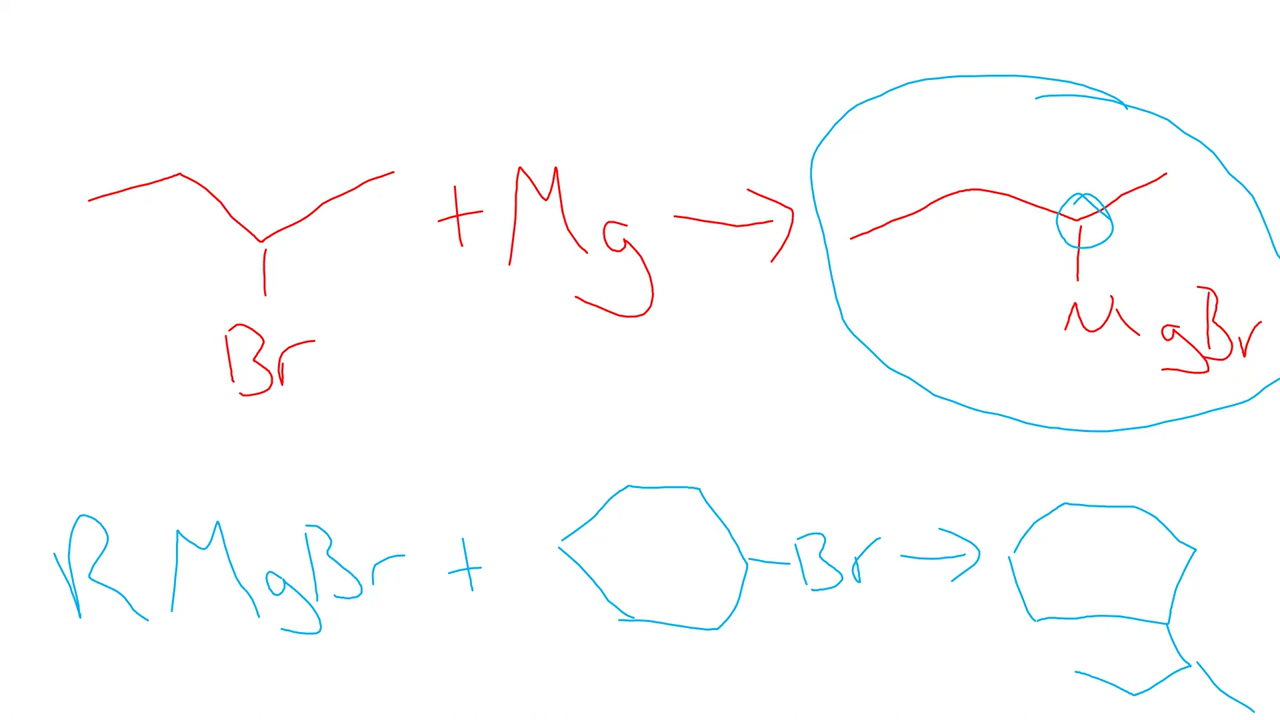 + Mg →
Br
MgBr
RMgBr + Br →